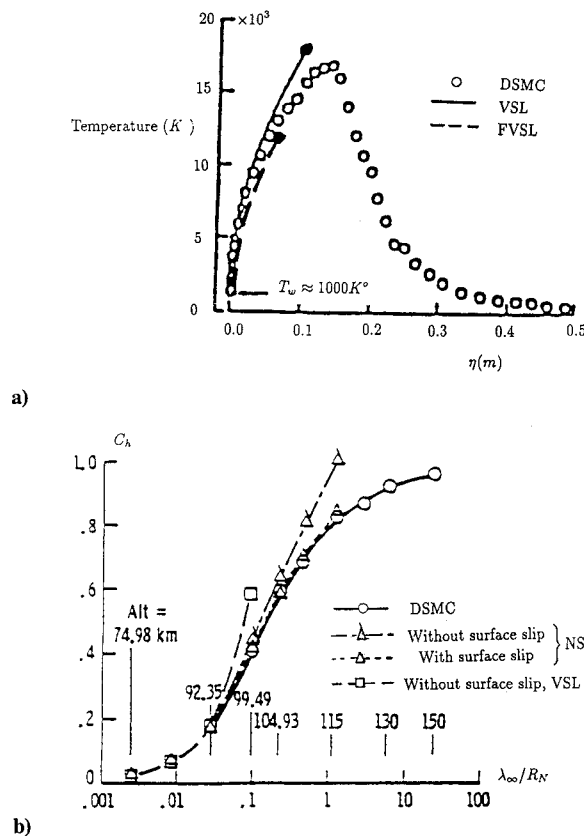 20 ×10³
15
10
5
0
Temperature (K )
DSMC
VSL
FVSL
T_w ≈ 1000K°
0.0 0.1 0.2 0.3 0.4 0.5
η(m)
a)
C_h
1.0
.8
.6
.4
.2
0
Alt =
74.98 km
92.35
99.49
104.93 115 130 150
DSMC
Without surface slip
With surface slip
NS
Without surface slip, VSL
.001 .01 0.1 1 10 100
λ_∞/R_N
b)